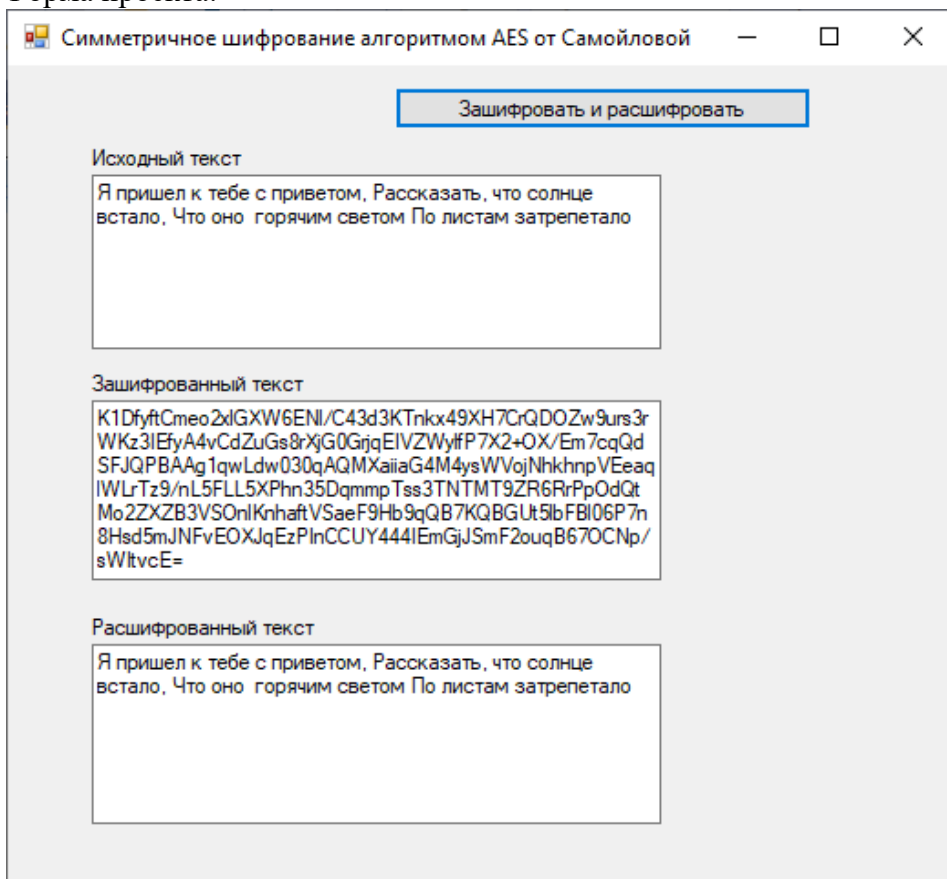 Симметричное шифрование алгоритмом AES от Самойловой
Зашифровать и расшифровать
Исходный текст
Я пришел к тебе с приветом, Рассказать, что солнце
встало, Что оно  горячим светом По листам затрепетало
Зашифрованный текст
K1DfyftCmeo2xlGXW6ENl/C43d3KTnkx49XH7CrQDOZw9urs3r
WKz3IEfyA4vCdZuGs8rXjG0GrjqElVZWylfP7X2+OX/Em7cqQd
SFJQPBAAg1qwLdw030qAQMXaiiaG4M4ysWVojNhkhnpVEeaq
lWLrTz9/nL5FLL5XPhn35DqmmpTss3TNTMT9ZR6RrPpOdQt
Mo2ZXZB3VSOnlKnhaftVSaeF9Hb9qQB7KQBGUt5lbFBl06P7n
8Hsd5mJNFvEOXJqEzPlnCCUY444lEmGjJSmF2ouqB67OCNp/
sWltvcE=
Расшифрованный текст
Я пришел к тебе с приветом, Рассказать, что солнце
встало, Что оно  горячим светом По листам затрепетало